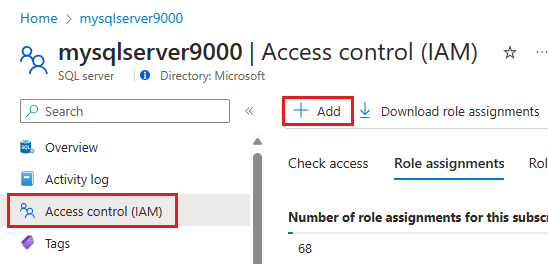 Home > mysqlserver9000
mysqlserver9000 | Access control (IAM)
SQL server
Directory: Microsoft
Search
Add
Download role assignments
SQL
Overview
Check access
Role assignments
Activity log
Access control (IAM)
Number of role assignments for this subscr
Tags
68